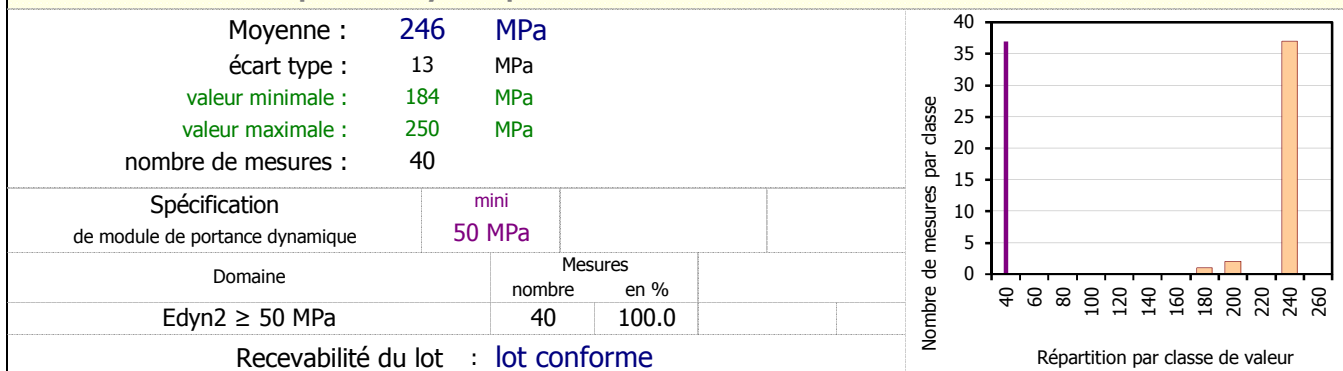 Moyenne : 246 MPa
écart type : 13 MPa
valeur minimale : 184 MPa
valeur maximale : 250 MPa
nombre de mesures : 40
Spécification mini
de module de portance dynamique 50 MPa
Domaine Mesures
nombre en %
Edyn2 ≥ 50 MPa 40 100.0
Recevabilité du lot : lot conforme
Nombre de mesures par classe
40
35
30
25
20
15
10
5
0
40 60 80 100 120 140 160 180 200 220 240 260
Répartition par classe de valeur